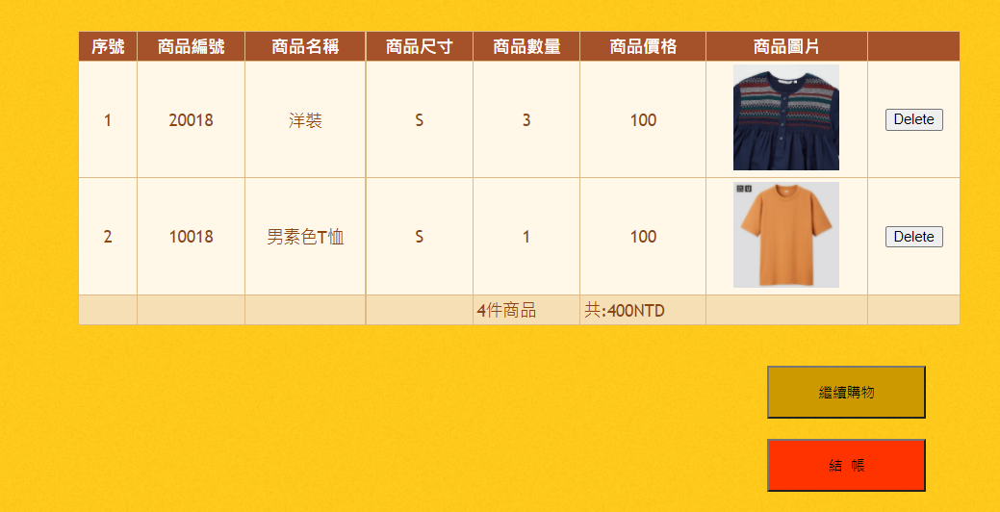 序號 商品編號 商品名稱 商品尺寸 商品數量 商品價格 商品圖片
1 20018 洋裝 S 3 100 Delete
2 10018 男素色T恤 S 1 100 Delete
4件商品 共:400NTD
繼續購物
結 帳